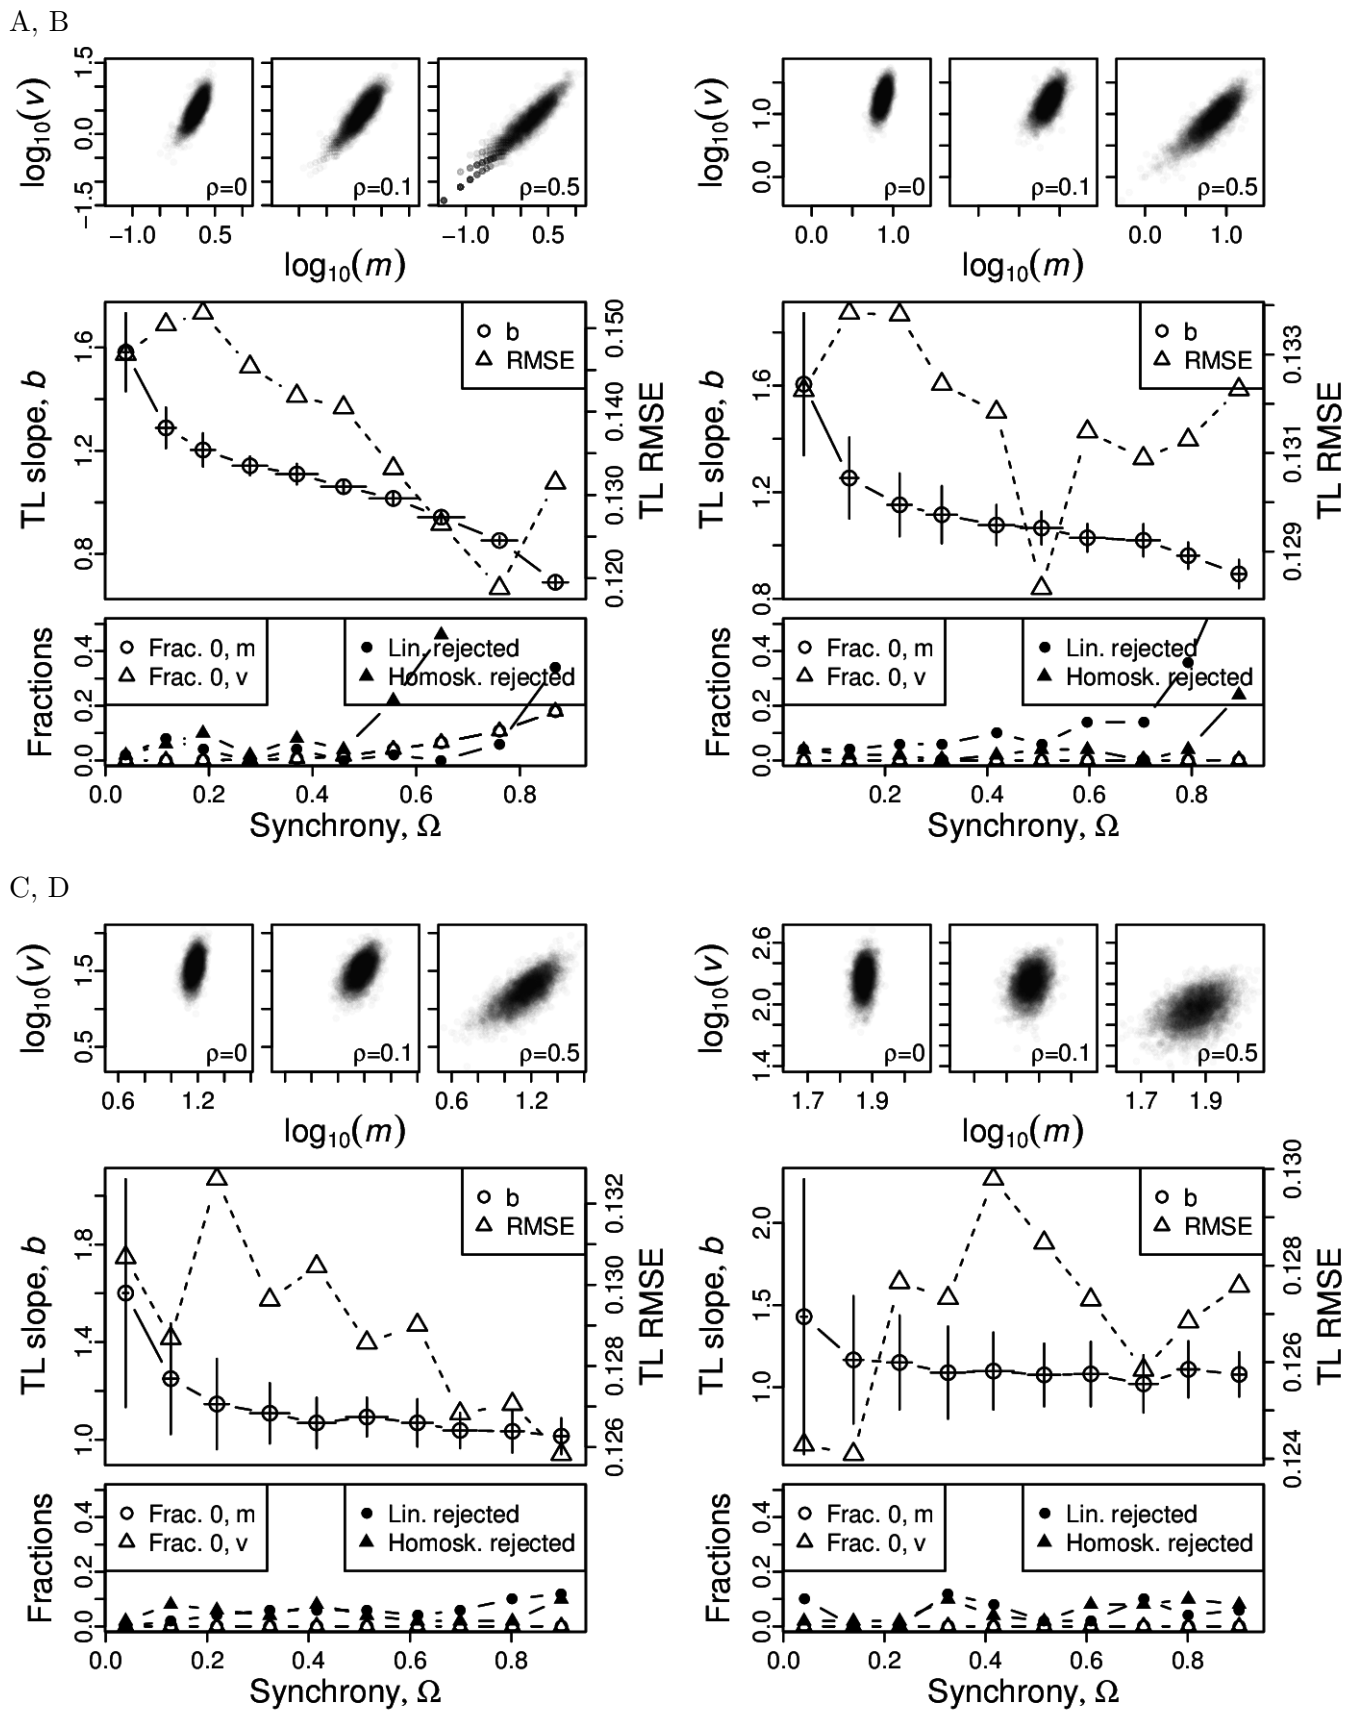 A, B
log10(v)
−1.5 0.0 1.5
ρ=0
ρ=0.1
ρ=0.5
−1.0 0.5
−1.0 0.5
log10(m)
log10(v)
0.0 1.0
ρ=0
ρ=0.1
ρ=0.5
0.0 1.0
0.0 1.0
log10(m)
TL slope, b
0.8 1.2 1.6
b
RMSE
0.120 0.130 0.140 0.150
TL RMSE
TL slope, b
0.8 1.2 1.6
b
RMSE
0.129 0.131 0.133
TL RMSE
Fractions
0.0 0.2 0.4
Frac. 0, m
Frac. 0, v
Lin. rejected
Homosk. rejected
0.0 0.2 0.4 0.6 0.8
Synchrony, Ω
Fractions
0.0 0.2 0.4
Frac. 0, m
Frac. 0, v
Lin. rejected
Homosk. rejected
0.2 0.4 0.6 0.8
Synchrony, Ω
C, D
log10(v)
0.5 1.5
ρ=0
ρ=0.1
ρ=0.5
0.6 1.2
0.6 1.2
log10(m)
log10(v)
1.4 2.0 2.6
ρ=0
ρ=0.1
ρ=0.5
1.7 1.9
1.7 1.9
log10(m)
TL slope, b
1.0 1.4 1.8
b
RMSE
0.126 0.128 0.130 0.132
TL RMSE
TL slope, b
1.0 1.5 2.0
b
RMSE
0.124 0.126 0.128 0.130
TL RMSE
Fractions
0.0 0.2 0.4
Frac. 0, m
Frac. 0, v
Lin. rejected
Homosk. rejected
0.0 0.2 0.4 0.6 0.8
Synchrony, Ω
Fractions
0.0 0.2 0.4
Frac. 0, m
Frac. 0, v
Lin. rejected
Homosk. rejected
0.0 0.2 0.4 0.6 0.8
Synchrony, Ω